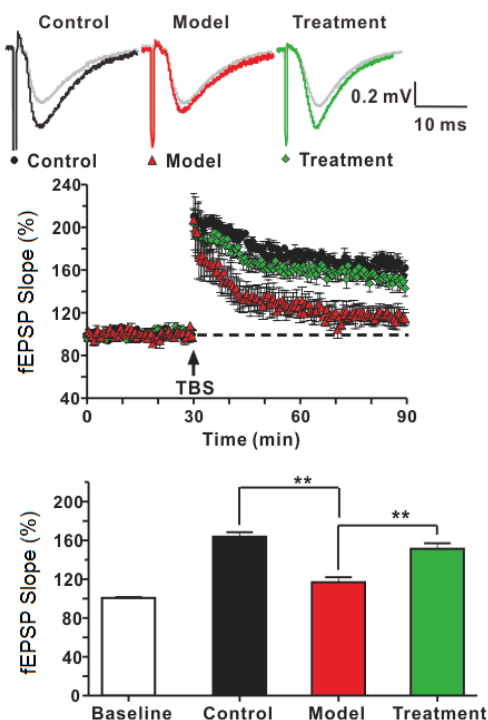 Control Model Treatment
0.2 mV
10 ms
Control Model Treatment
fEPSP Slope (%)
240
200
160
120
80
40
TBS
0 30 60 90
Time (min)
fEPSP Slope (%)
200
160
120
80
40
0
**
**
Baseline Control Model Treatment